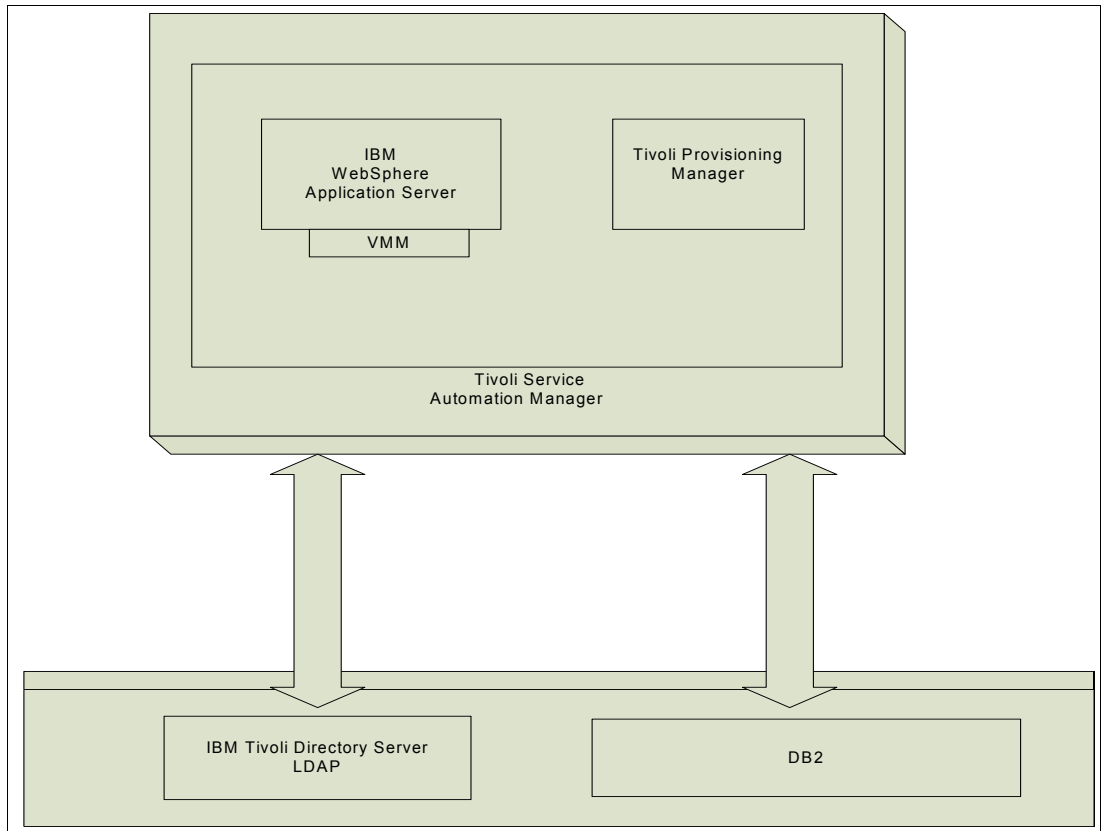 IBM
WebSphere
Application Server
VMM
Tivoli Provisioning
Manager
Tivoli Service
Automation Manager
IBM Tivoli Directory Server
LDAP
DB2